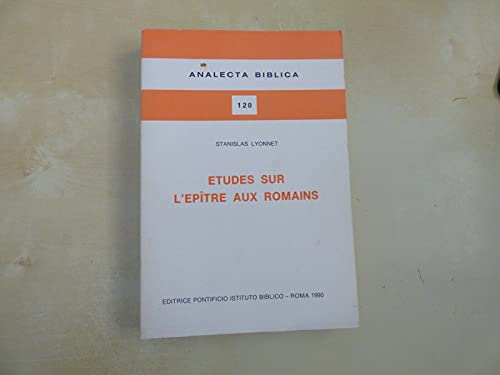 ANALECTA BIBLICA
120
STANISLAS LYONNET
ETUDES SUR
L'EPÎTRE AUX ROMAINS
EDITRICE PONTIFICIO ISTITUTO BIBLICO – ROMA 1990